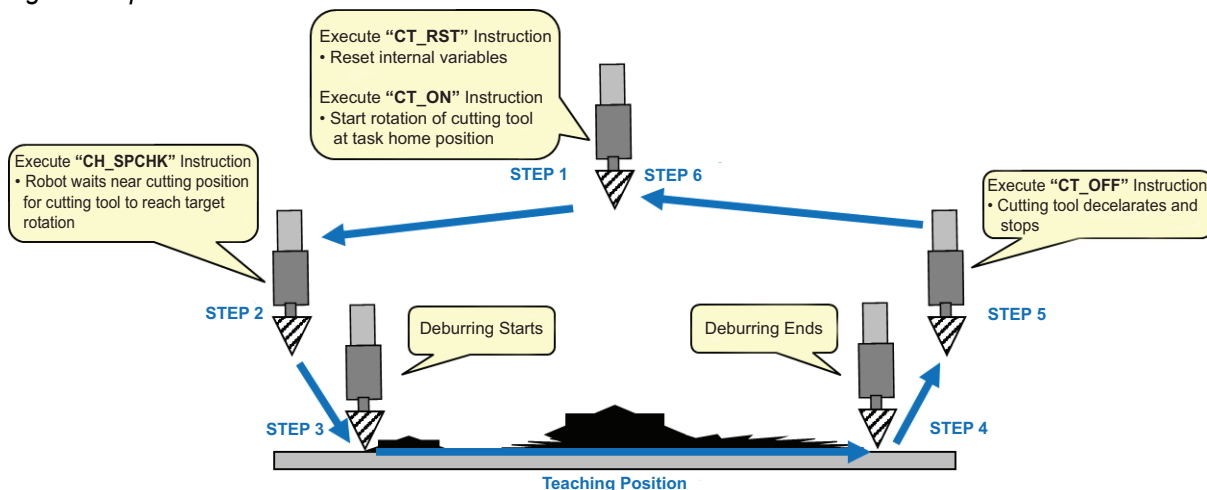 Execute “CT_RST” Instruction
• Reset internal variables
Execute “CT_ON” Instruction
• Start rotation of cutting tool
at task home position
STEP 1
STEP 6
Execute “CH_SPCHK” Instruction
• Robot waits near cutting position
for cutting tool to reach target
rotation
Execute “CT_OFF” Instruction
• Cutting tool decelarates and
stops
STEP 2
Deburring Starts
Deburring Ends
STEP 5
STEP 3
STEP 4
Teaching Position